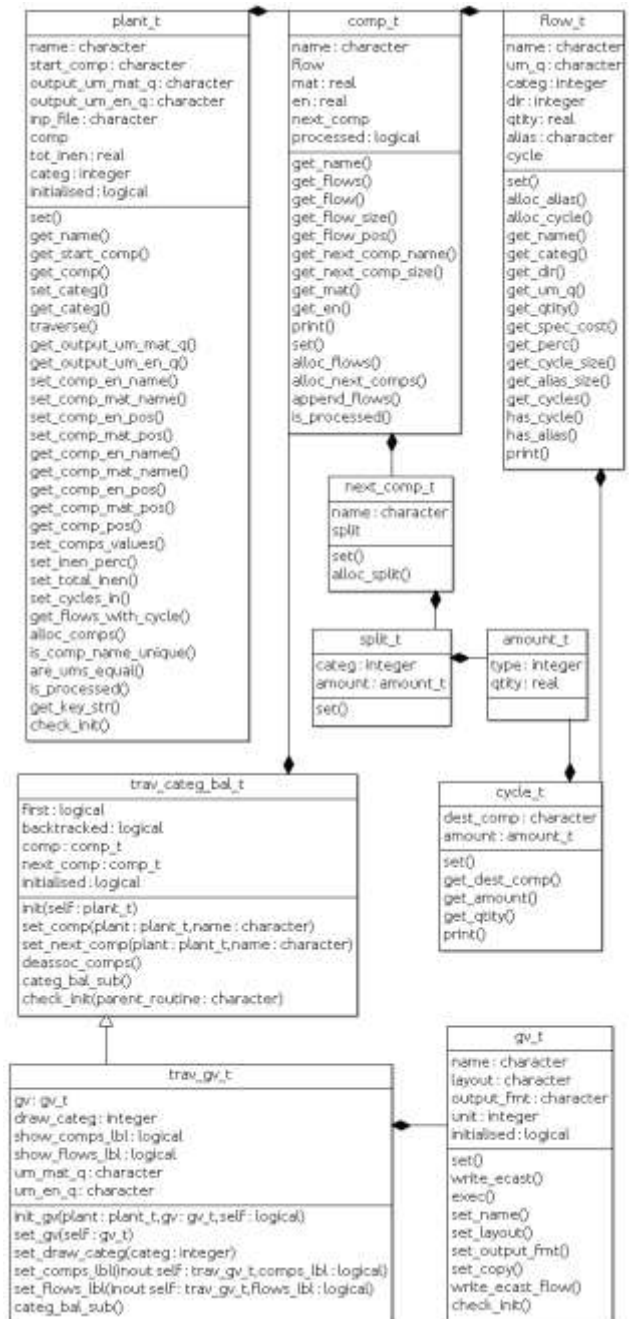 plant_t
name : character
start_comp : character
output_um_mat_q : character
output_um_en_q : character
inp_file : character
comp
tot_inen : real
categ : integer
initialised : logical
set()
get_name()
get_start_comp()
get_comp()
set_categ()
get_categ()
traverse()
get_output_um_mat_q()
get_output_um_en_q()
set_comp_en_name()
set_comp_mat_name()
set_comp_en_pos()
set_comp_mat_pos()
get_comp_en_name()
get_comp_mat_name()
get_comp_en_pos()
get_comp_mat_pos()
get_comp_pos()
set_comps_values()
set_inen_perc()
set_total_inen()
set_cycles_in()
get_flows_with_cycle()
alloc_comps()
is_comp_name_unique()
are_ums_equal()
is_processed()
get_key_str()
check_init()
comp_t
name : character
flow
mat : real
en : real
next_comp
processed : logical
get_name()
get_flows()
get_flow()
get_flow_size()
get_flow_pos()
get_next_comp_name()
get_next_comp_size()
get_mat()
get_en()
print()
set()
alloc_flows()
alloc_next_comps()
append_flows()
is_processed()
flow_t
name : character
um_q : character
categ : integer
dir : integer
qtity : real
alias : character
cycle
set()
alloc_alias()
alloc_cycle()
get_name()
get_categ()
get_dir()
get_um_q()
get_qtity()
get_spec_cost()
get_perc()
get_cycle_size()
get_alias_size()
get_cycles()
has_cycle()
has_alias()
print()
next_comp_t
name : character
split
set()
alloc_split()
split_t
categ : integer
amount : amount_t
set()
amount_t
type : integer
qtity : real
cycle_t
dest_comp : character
amount : amount_t
set()
get_dest_comp()
get_amount()
get_qtity()
print()
trav_categ_bal_t
first : logical
backtracked : logical
comp : comp_t
next_comp : comp_t
initialised : logical
init(self : plant_t)
set_comp(plant : plant_t,name : character)
set_next_comp(plant : plant_t,name : character)
deassoc_comps()
categ_bal_sub()
check_init(parent_routine : character)
trav_gv_t
gv : gv_t
draw_categ : integer
show_comps_lbl : logical
show_flows_lbl : logical
um_mat_q : character
um_en_q : character
init_gv(plant : plant_t,gv : gv_t,self : logical)
set_gv(self : gv_t)
set_draw_categ(categ : integer)
set_comps_lbl(inout self : trav_gv_t,comps_lbl : logical)
set_flows_lbl(inout self : trav_gv_t,flows_lbl : logical)
categ_bal_sub()
gv_t
name : character
layout : character
output_fmt : character
unit : integer
initialised : logical
set()
write_ecast()
exec()
set_name()
set_layout()
set_output_fmt()
set_copy()
write_ecast_flow()
check_init()